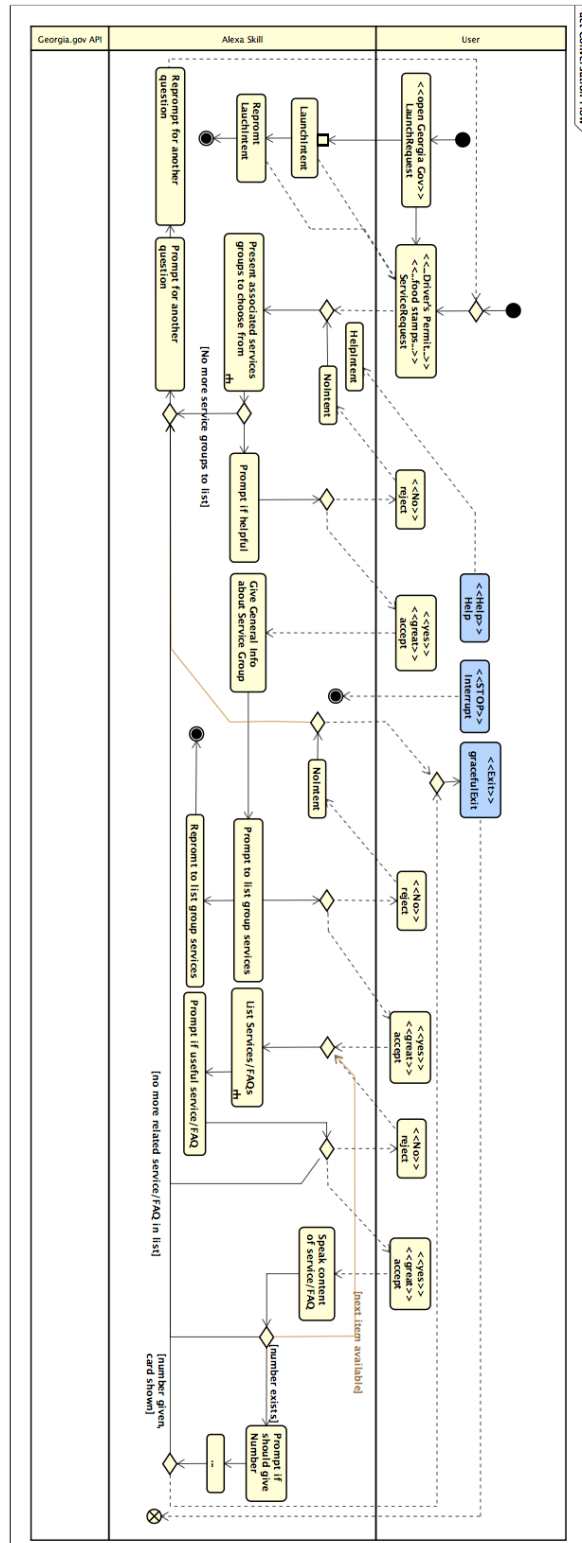 Georgia.gov API
Alexa Skill
User
<<open Georgia Gov>>
LaunchRequest
LaunchIntent
Repromt
LauchIntent
Reprompt for another
question
<<...Driver's Permit...>>
<<...food stamps...>>
ServiceRequest
Present associated services
groups to choose from
Prompt for another
question
HelpIntent
NoIntent
[No more service groups to list]
Prompt if helpful
<<No>>
reject
<<Help>>
Help
<<yes>>
<<great>>
accept
Give General Info
about Service Group
<<STOP>>
Interrupt
<<Exit>>
gracefulExit
NoIntent
Prompt to list group services
Repromt to list group services
<<No>>
reject
<<yes>>
<<great>>
accept
List Services/FAQs
Prompt if useful service/FAQ
[no more related service/FAQ in list]
<<No>>
reject
<<yes>>
<<great>>
accept
Speak content
of service/FAQ
[next item available]
[number exists]
Prompt if
should give
Number
...
[number given,
card shown]